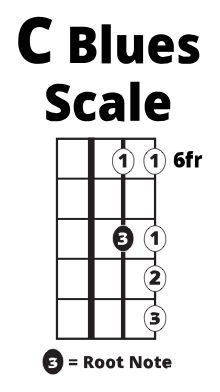 C Blues
Scale
1 1 6fr
3 1
2
3
3 = Root Note